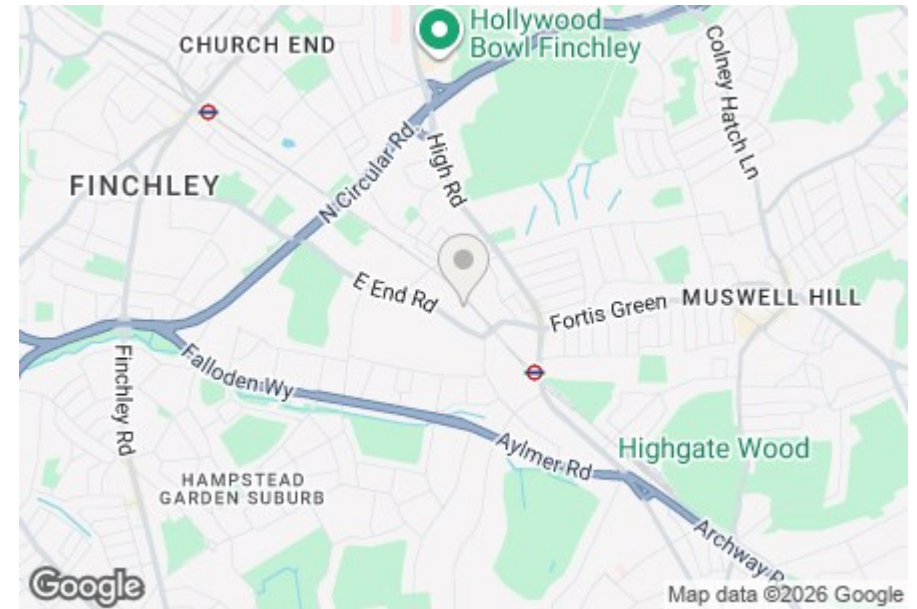 Hollywood
Bowl Finchley
CHURCH END
Colney Hatch Ln
N Circular Rd
High Rd
FINCHLEY
E End Rd
Fortis Green
MUSWELL HILL
Finchley Rd
Falloden Wy
Aylmer Rd
Highgate Wood
HAMPSTEAD
GARDEN SUBURB
Archway R
Google
Map data ©2026 Google